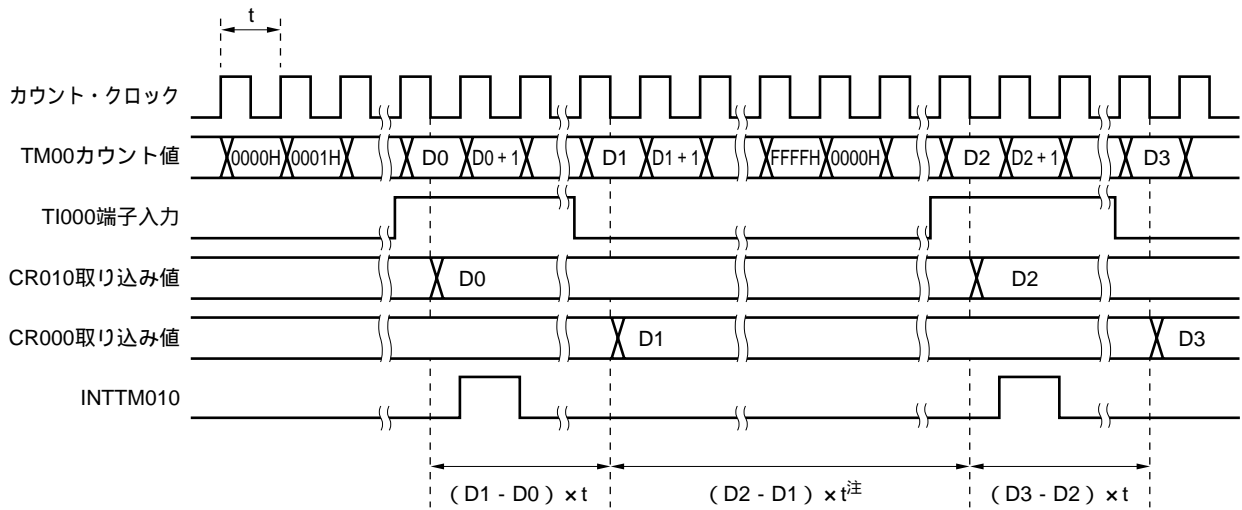 t
カウント・クロック
TM00カウント値 0000H 0001H D0 D0 + 1 D1 D1 + 1 FFFFH 0000H D2 D2 + 1 D3
TI000端子入力
CR010取り込み値 D0 D2
CR000取り込み値 D1 D3
INTTM010
（D1 - D0）×t （D2 - D1）×t注 （D3 - D2）×t